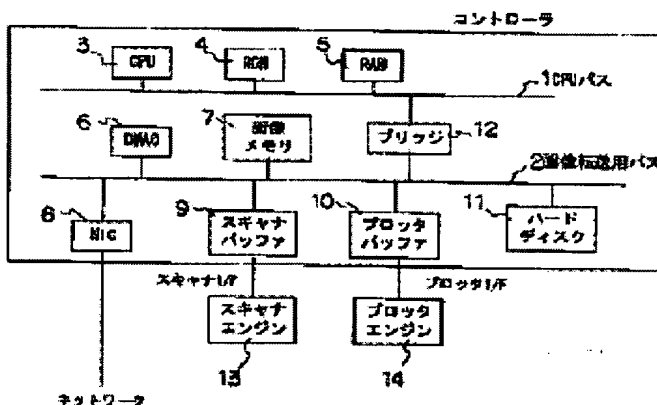 コントローラ
3 4 5
CPU ROM RAM
1 CPUバス
6 7
DMAC 画像
メモリ
ブリッジ 12
2 画像転送用バス
8 9 10 11
NIC スキャナ
バッファ
プロッタ
バッファ
ハード
ディスク
スキャナI/F プロッタI/F
スキャナ
エンジン
プロッタ
エンジン
13 14
ネットワーク